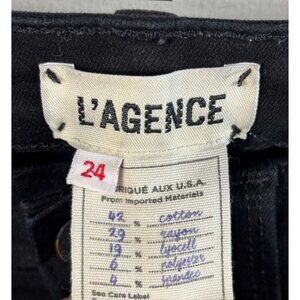 L'AGENCE
24
RIQUÉ AUX U.S.A.
From Imported Materials
42 % cotton
29 % rayon
19 % lyocell
6 % polyester
4 % spandex
See Care Label